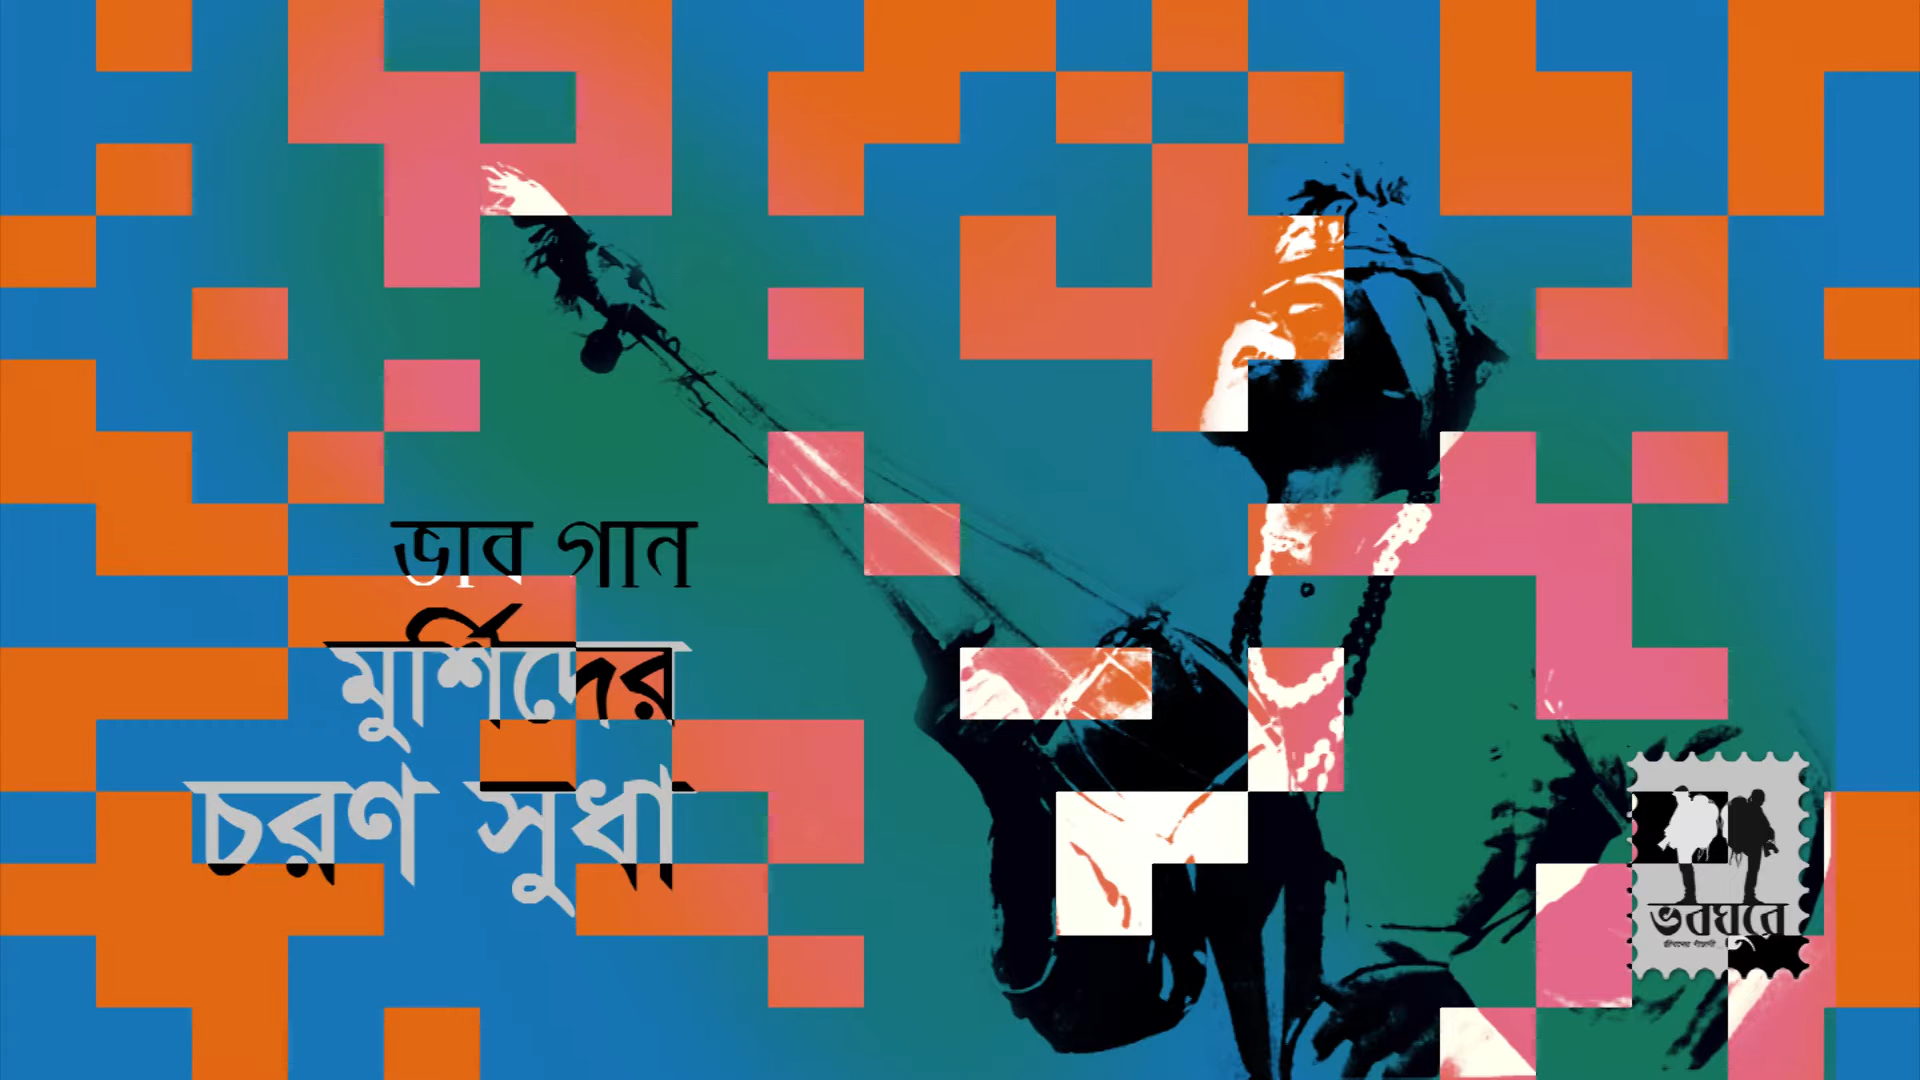 ভাব গান
মুর্শিদের
চরণ সুধা
ভবঘুরে